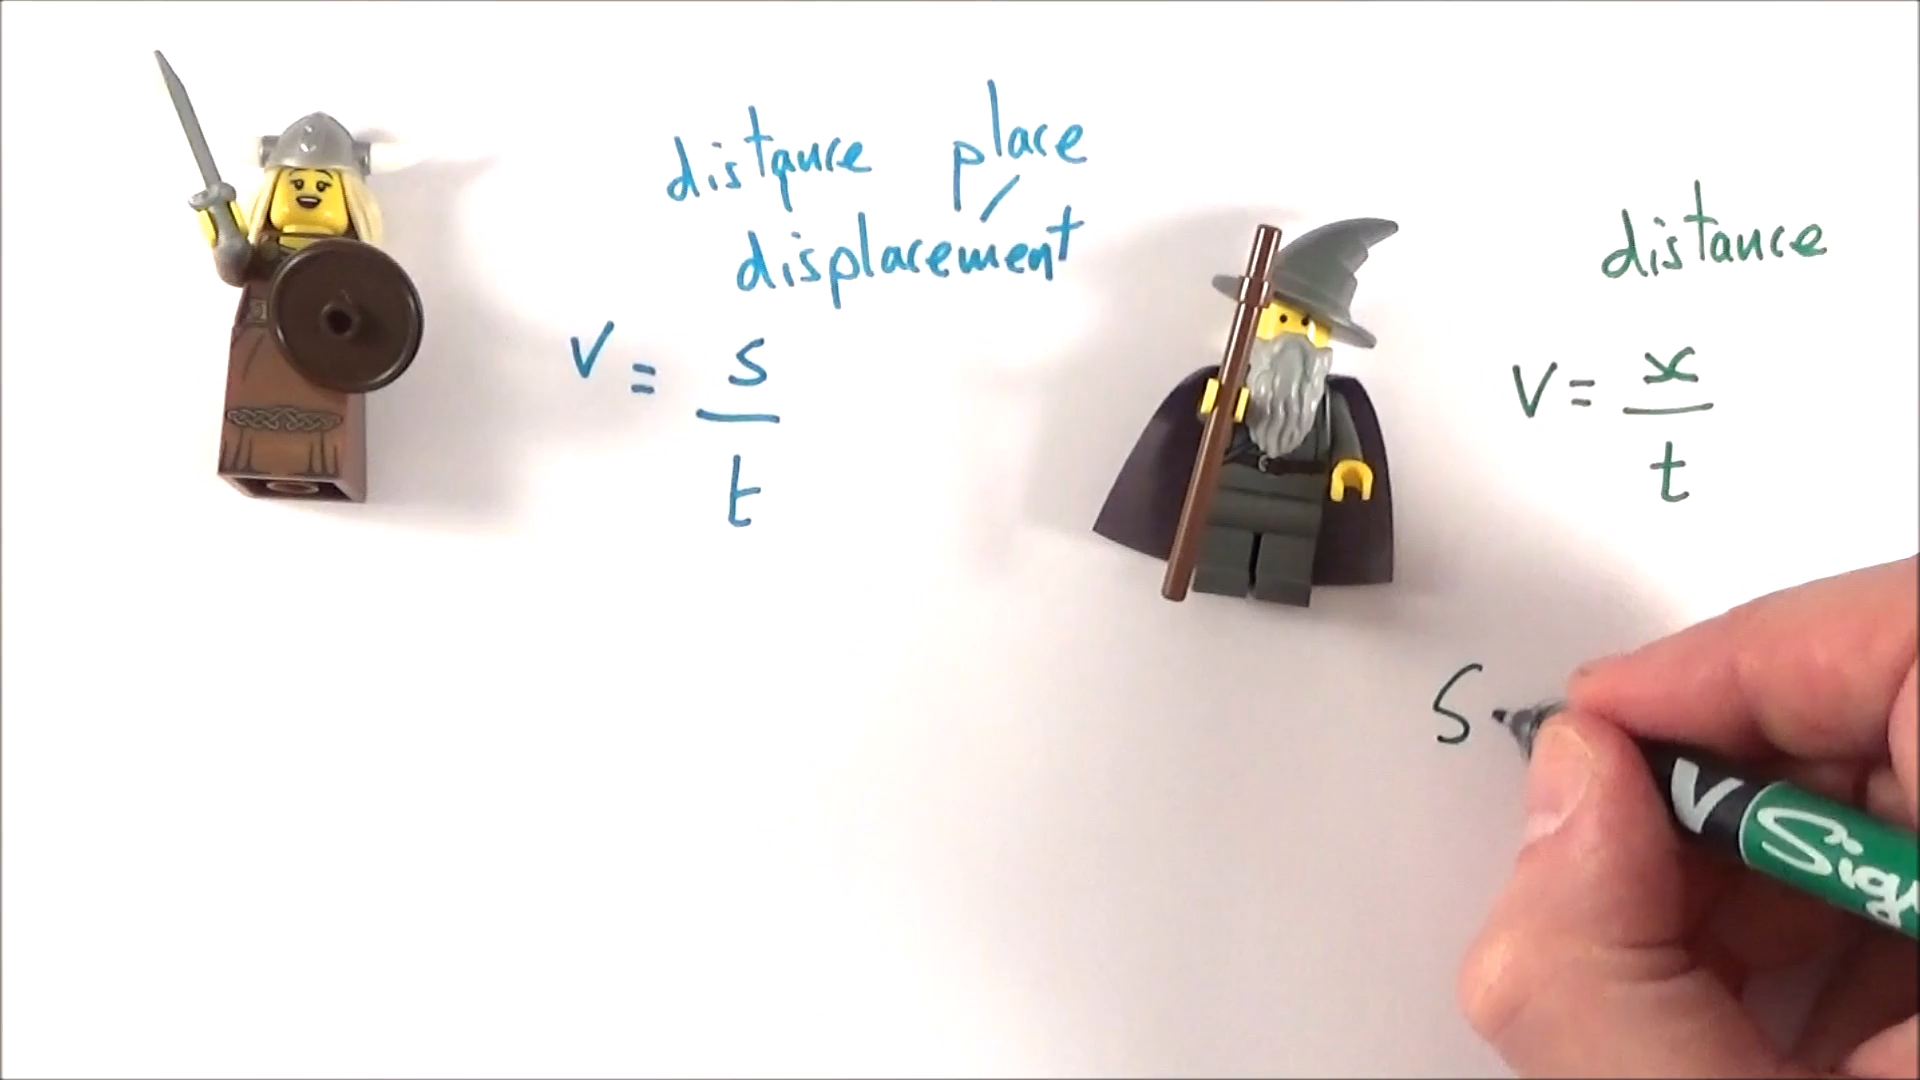 distance place
displacement
v = s
t
distance
v = x
t
S
V Sig